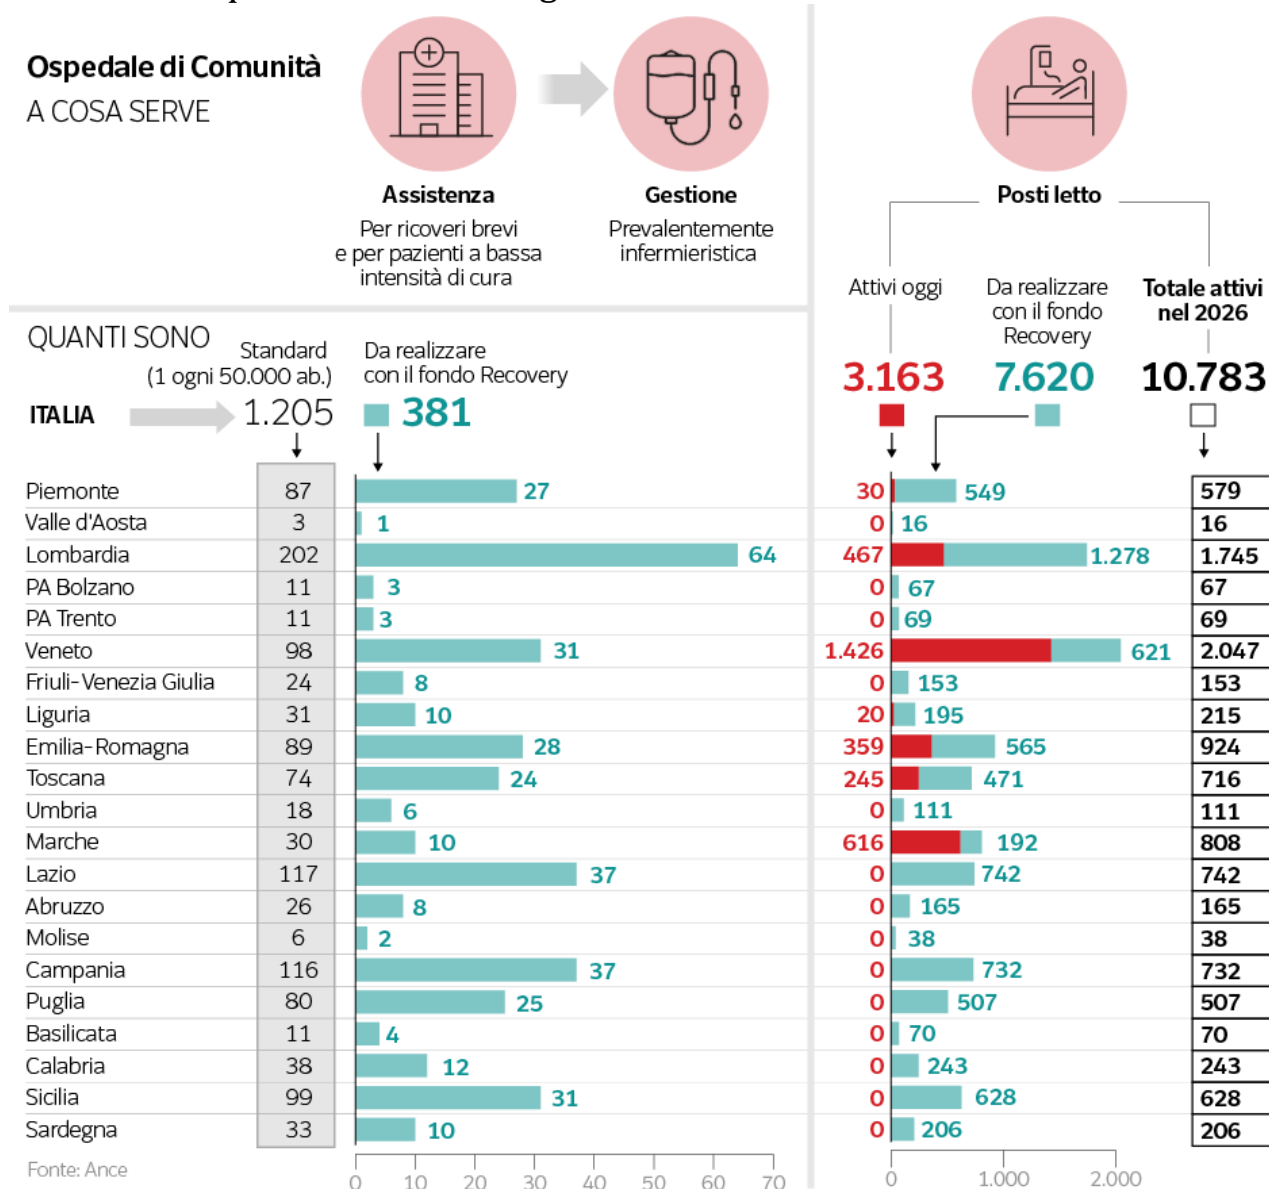 Ospedale di Comunità
A COSA SERVE
Assistenza
Per ricoveri brevi
e per pazienti a bassa
intensità di cura
Gestione
Prevalentemente
infermieristica
Posti letto
Attivi oggi
3.163
Da realizzare
con il fondo
Recovery
7.620
Totale attivi
nel 2026
10.783
QUANTI SONO
Standard
(1 ogni 50.000 ab.)
Da realizzare
con il fondo Recovery
ITALIA 1.205 381
Piemonte 87 27 30 549 579
Valle d'Aosta 3 1 0 16 16
Lombardia 202 64 467 1.278 1.745
PA Bolzano 11 3 0 67 67
PA Trento 11 3 0 69 69
Veneto 98 31 1.426 621 2.047
Friuli-Venezia Giulia 24 8 0 153 153
Liguria 31 10 20 195 215
Emilia-Romagna 89 28 359 565 924
Toscana 74 24 245 471 716
Umbria 18 6 0 111 111
Marche 30 10 616 192 808
Lazio 117 37 0 742 742
Abruzzo 26 8 0 165 165
Molise 6 2 0 38 38
Campania 116 37 0 732 732
Puglia 80 25 0 507 507
Basilicata 11 4 0 70 70
Calabria 38 12 0 243 243
Sicilia 99 31 0 628 628
Sardegna 33 10 0 206 206
Fonte: Ance
0 10 20 30 40 50 60 70
0 1.000 2.000